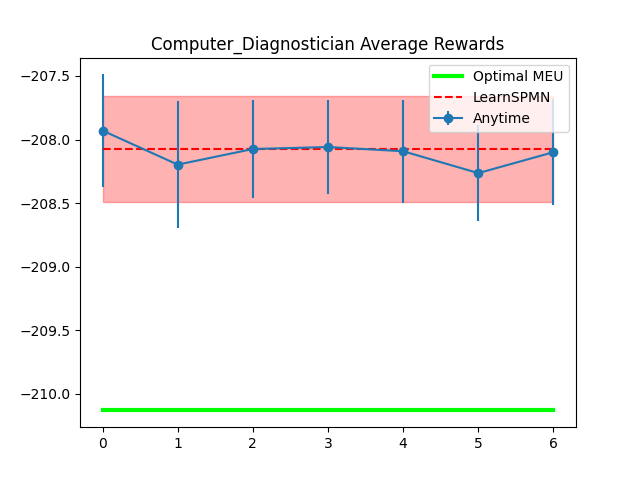 Computer_Diagnostician Average Rewards
Optimal MEU
LearnSPMN
Anytime
−207.5
−208.0
−208.5
−209.0
−209.5
−210.0
0 1 2 3 4 5 6